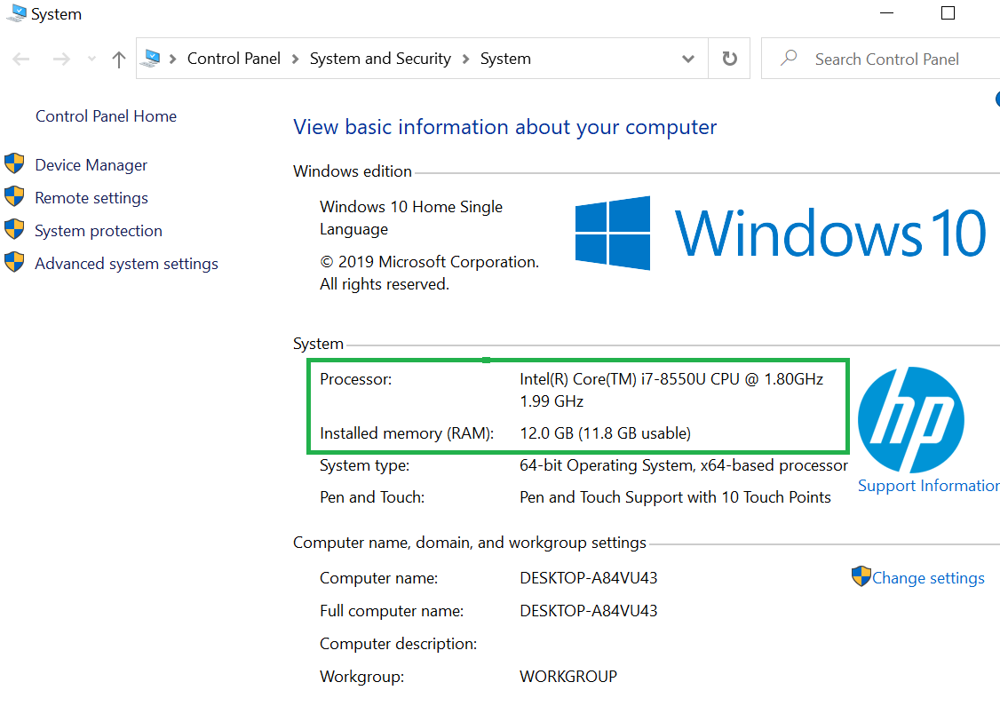 System
Control Panel > System and Security > System
Search Control Panel
Control Panel Home
Device Manager
Remote settings
System protection
Advanced system settings
View basic information about your computer
Windows edition
Windows 10 Home Single
Language
© 2019 Microsoft Corporation.
All rights reserved.
Windows 10
System
Processor: Intel(R) Core(TM) i7-8550U CPU @ 1.80GHz
1.99 GHz
Installed memory (RAM): 12.0 GB (11.8 GB usable)
System type: 64-bit Operating System, x64-based processor
Pen and Touch: Pen and Touch Support with 10 Touch Points
hp
Support Information
Computer name, domain, and workgroup settings
Computer name: DESKTOP-A84VU43
Change settings
Full computer name: DESKTOP-A84VU43
Computer description:
Workgroup: WORKGROUP